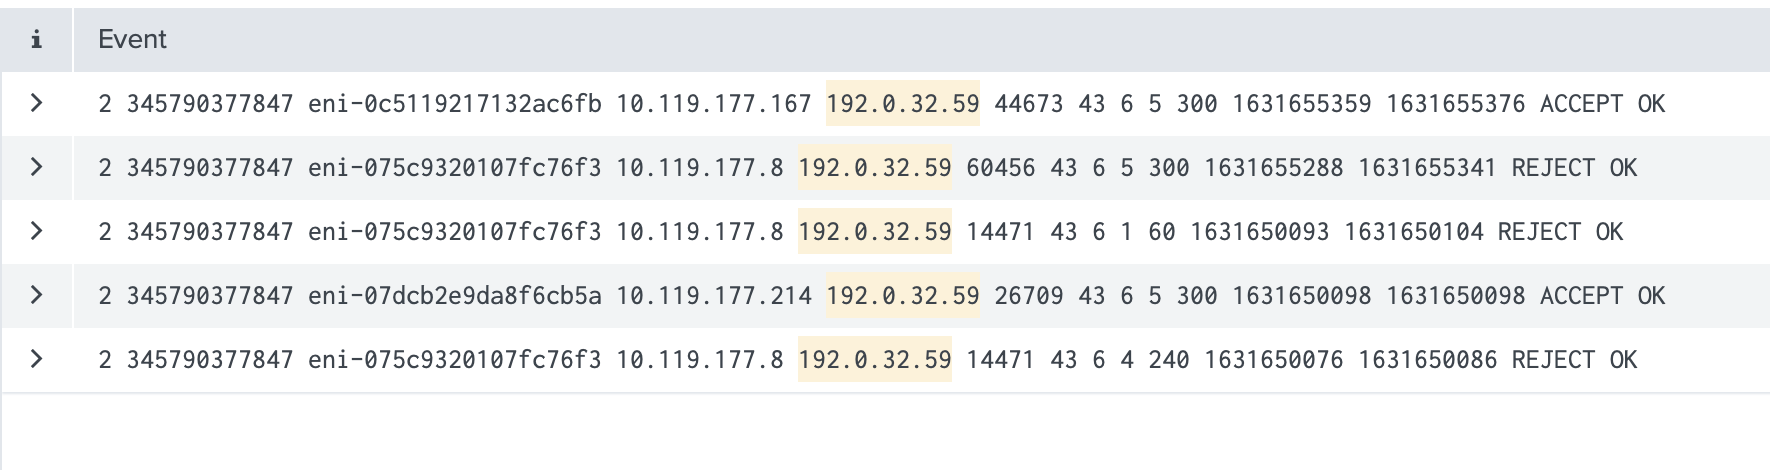 i Event
> 2 345790377847 eni-0c5119217132ac6fb 10.119.177.167 192.0.32.59 44673 43 6 5 300 1631655359 1631655376 ACCEPT OK
> 2 345790377847 eni-075c9320107fc76f3 10.119.177.8 192.0.32.59 60456 43 6 5 300 1631655288 1631655341 REJECT OK
> 2 345790377847 eni-075c9320107fc76f3 10.119.177.8 192.0.32.59 14471 43 6 1 60 1631650093 1631650104 REJECT OK
> 2 345790377847 eni-07dcb2e9da8f6cb5a 10.119.177.214 192.0.32.59 26709 43 6 5 300 1631650098 1631650098 ACCEPT OK
> 2 345790377847 eni-075c9320107fc76f3 10.119.177.8 192.0.32.59 14471 43 6 4 240 1631650076 1631650086 REJECT OK